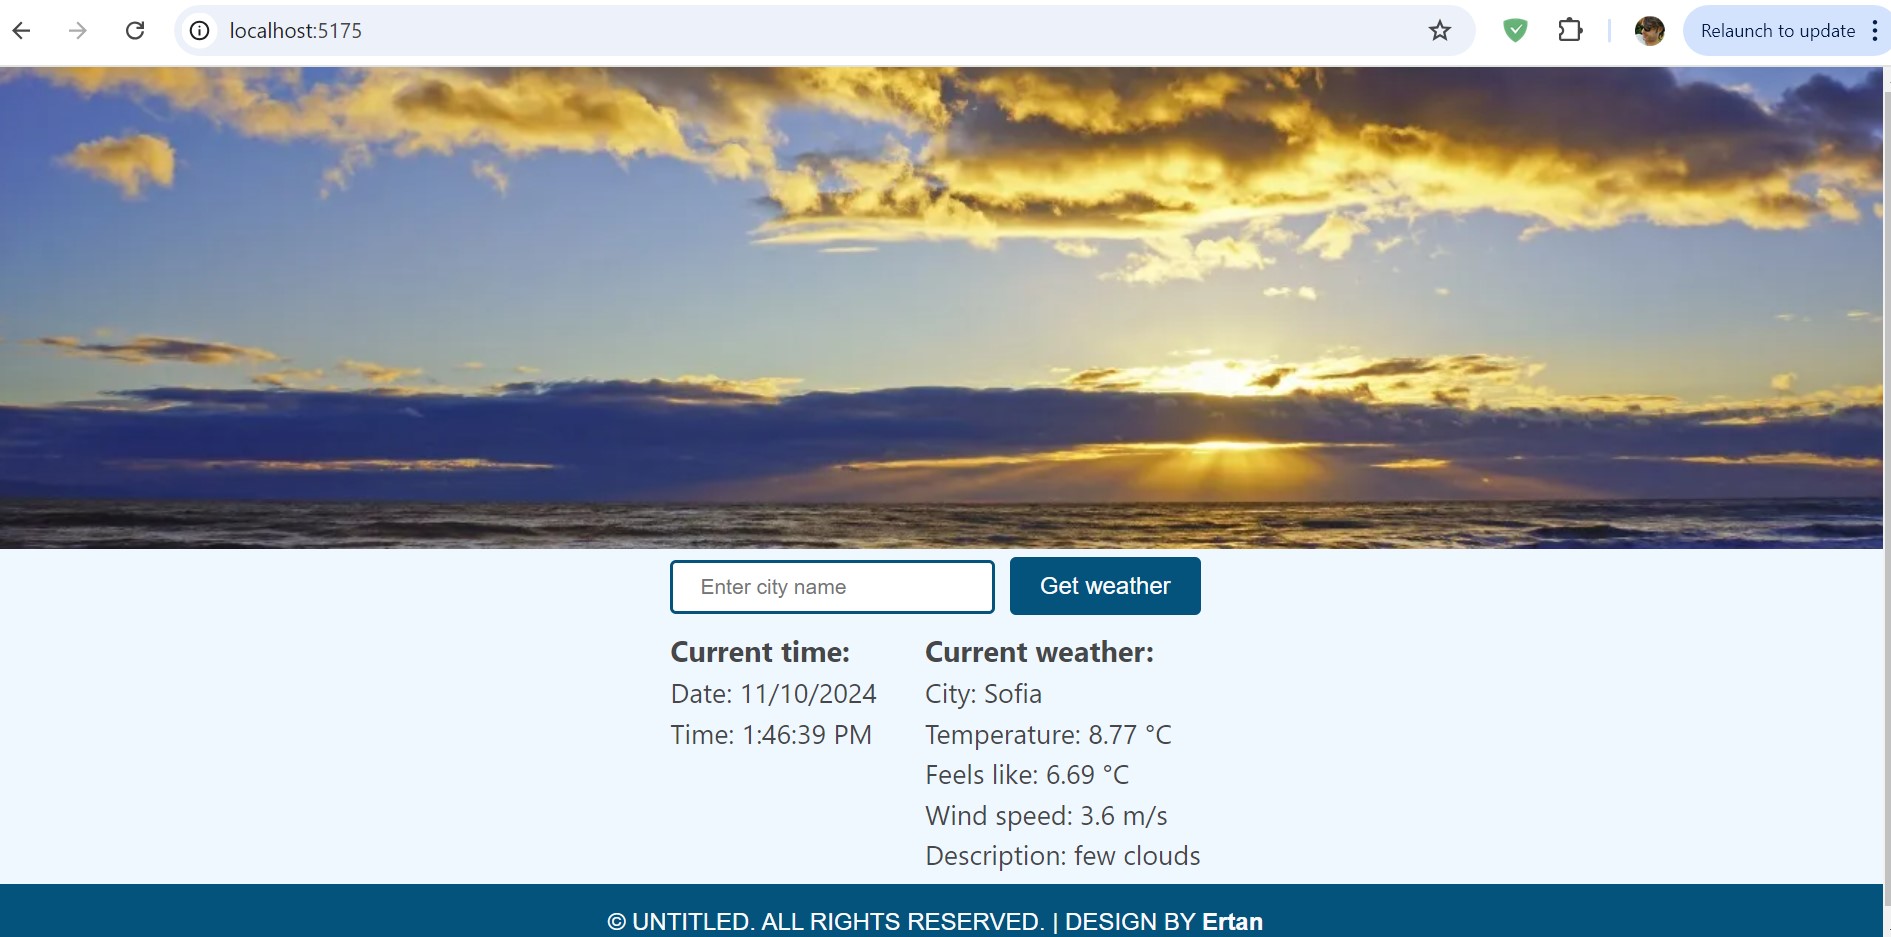 localhost:5175
Relaunch to update
Enter city name
Get weather
Current time:
Date: 11/10/2024
Time: 1:46:39 PM
Current weather:
City: Sofia
Temperature: 8.77 °C
Feels like: 6.69 °C
Wind speed: 3.6 m/s
Description: few clouds
© UNTITLED. ALL RIGHTS RESERVED. | DESIGN BY Ertan